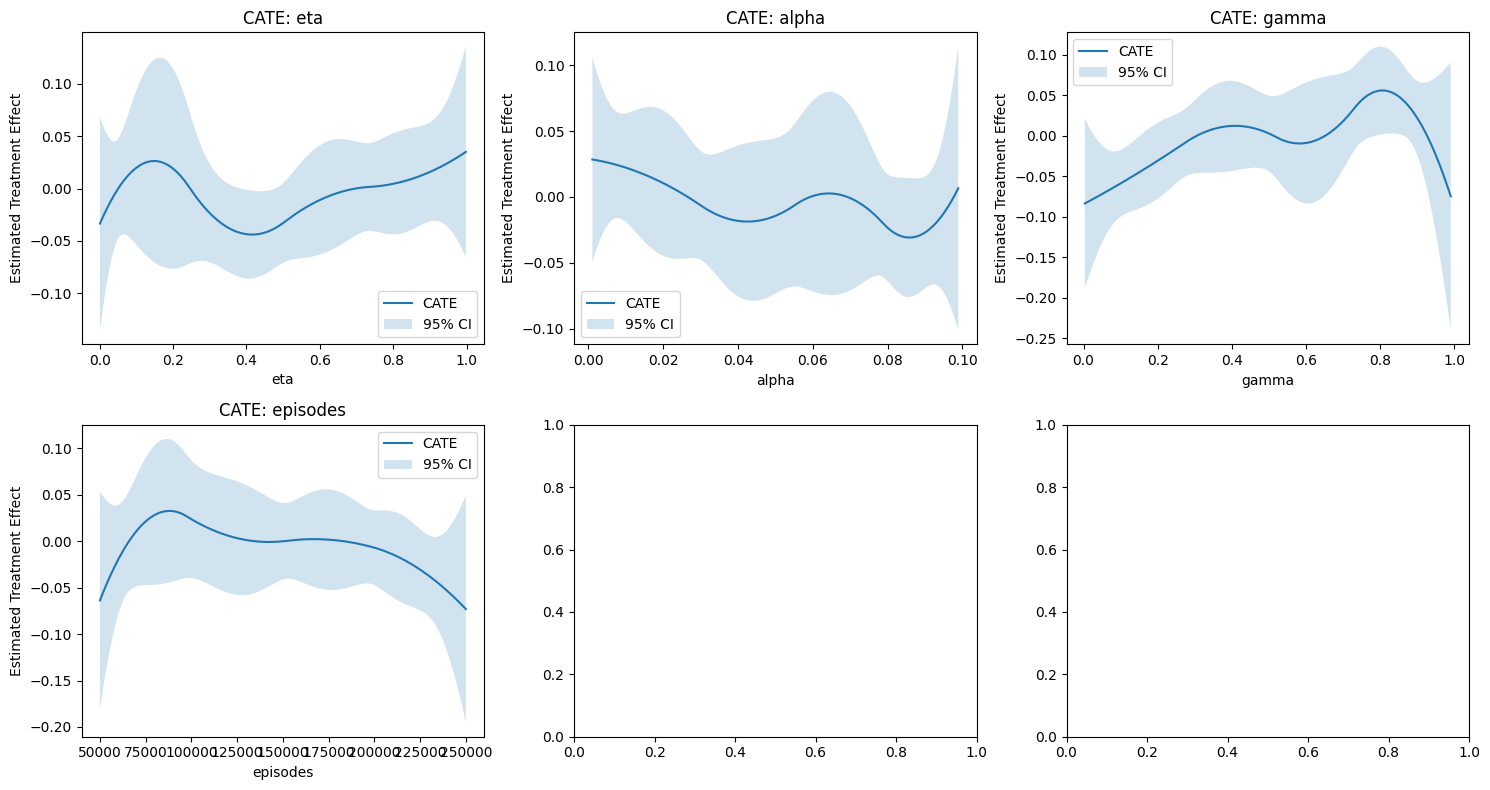 CATE: eta
Estimated Treatment Effect
0.10
0.05
0.00
−0.05
−0.10
CATE
95% CI
0.0 0.2 0.4 0.6 0.8 1.0
eta
CATE: alpha
Estimated Treatment Effect
0.10
0.05
0.00
−0.05
−0.10
CATE
95% CI
0.00 0.02 0.04 0.06 0.08 0.10
alpha
CATE: gamma
Estimated Treatment Effect
0.10
0.05
0.00
−0.05
−0.10
−0.15
−0.20
−0.25
CATE
95% CI
0.0 0.2 0.4 0.6 0.8 1.0
gamma
CATE: episodes
Estimated Treatment Effect
0.10
0.05
0.00
−0.05
−0.10
−0.15
−0.20
CATE
95% CI
50000 75000 100000 125000 150000 175000 200000 225000 250000
episodes
1.0
0.8
0.6
0.4
0.2
0.0
0.0 0.2 0.4 0.6 0.8 1.0
1.0
0.8
0.6
0.4
0.2
0.0
0.0 0.2 0.4 0.6 0.8 1.0